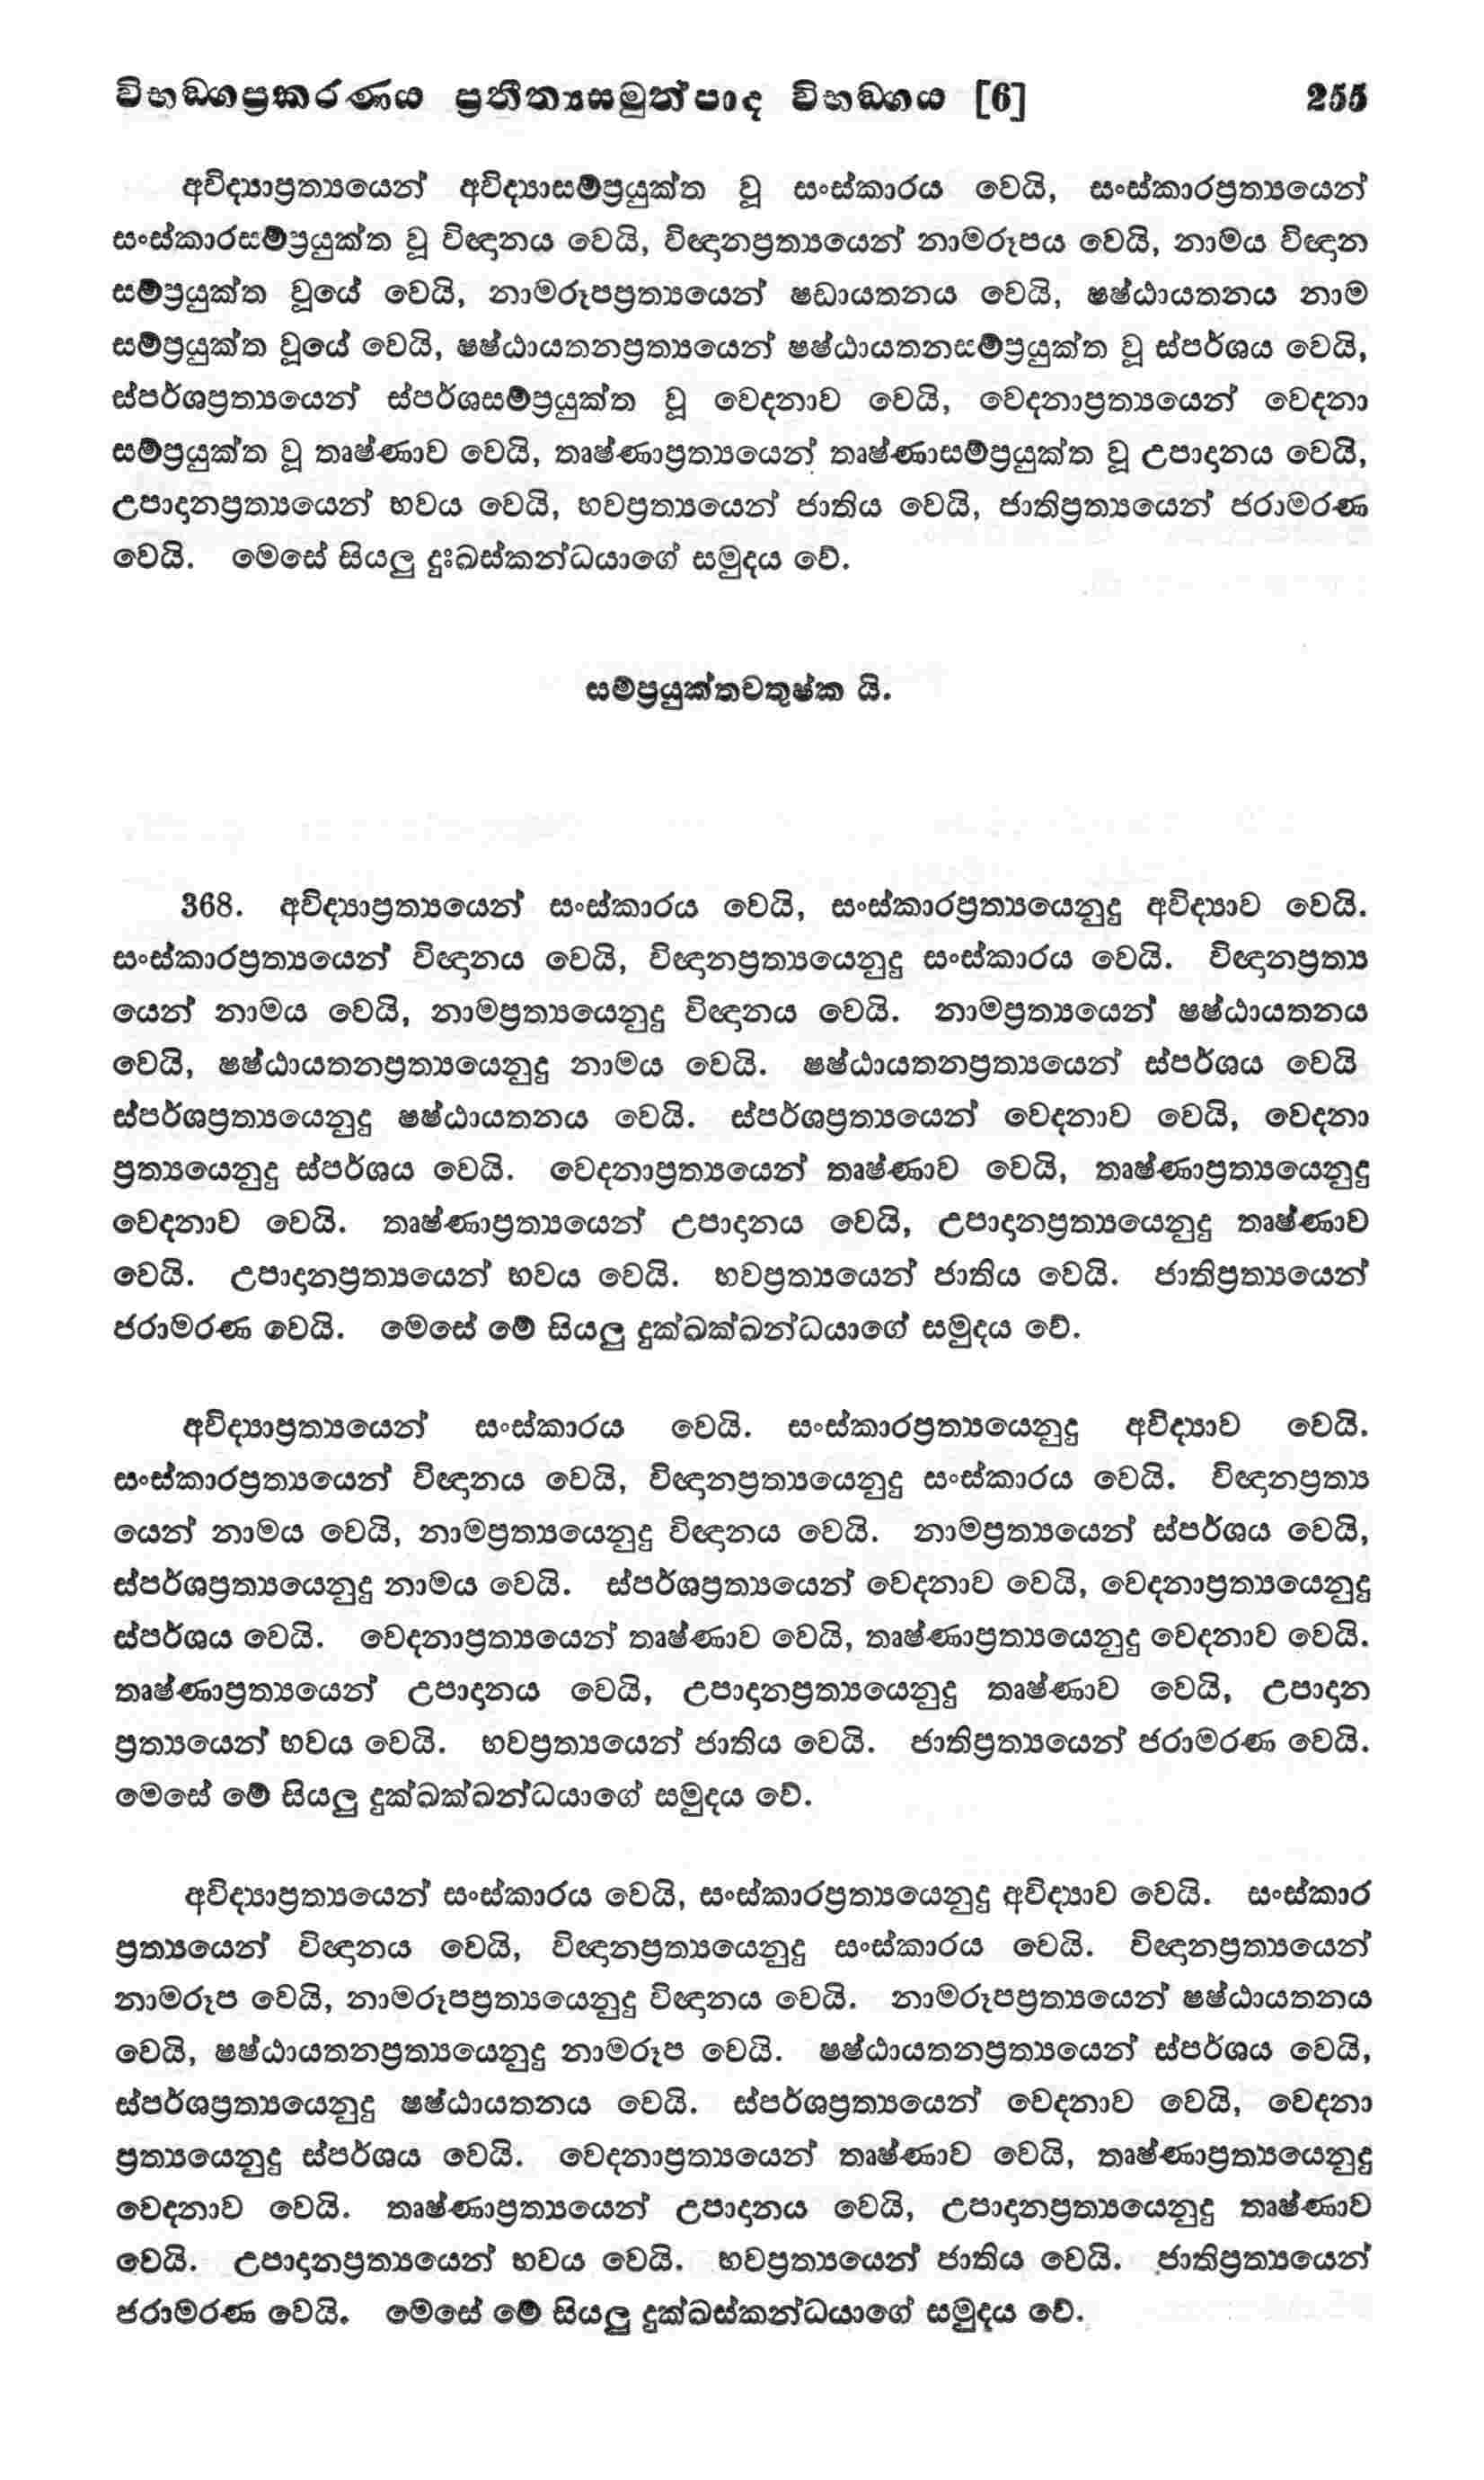 විභඞ්ගප්‍රකරණය ප්‍රතීත්‍යසමුත්පාද විභඞ්ගය [6] 255
අවිද්‍යාප්‍රත්‍යයෙන් අවිද්‍යාසම්ප්‍රයුක්ත වූ සංස්කාරය වෙයි, සංස්කාරප්‍රත්‍යයෙන්
සංස්කාරසම්ප්‍රයුක්ත වූ විඥානය වෙයි, විඥානප්‍රත්‍යයෙන් නාමරූපය වෙයි, නාමය විඥාන
සම්ප්‍රයුක්ත වූයේ වෙයි, නාමරූපප්‍රත්‍යයෙන් ෂඩායතනය වෙයි, ෂෂ්ඨායතනය නාම
සම්ප්‍රයුක්ත වූයේ වෙයි, ෂෂ්ඨායතනප්‍රත්‍යයෙන් ෂෂ්ඨායතනසම්ප්‍රයුක්ත වූ ස්පර්ශය වෙයි,
ස්පර්ශප්‍රත්‍යයෙන් ස්පර්ශසම්ප්‍රයුක්ත වූ වෙදනාව වෙයි, වෙදනාප්‍රත්‍යයෙන් වෙදනා
සම්ප්‍රයුක්ත වූ තෘෂ්ණාව වෙයි, තෘෂ්ණාප්‍රත්‍යයෙන් තෘෂ්ණාසම්ප්‍රයුක්ත වූ උපාදානය වෙයි,
උපාදානප්‍රත්‍යයෙන් භවය වෙයි, භවප්‍රත්‍යයෙන් ජාතිය වෙයි, ජාතිප්‍රත්‍යයෙන් ජරාමරණ
වෙයි. මෙසේ සියලු දුඃඛස්කන්ධයාගේ සමුදය වේ.
සම්ප්‍රයුක්තචතුෂ්ක යි.
368. අවිද්‍යාප්‍රත්‍යයෙන් සංස්කාරය වෙයි, සංස්කාරප්‍රත්‍යයෙනුදු අවිද්‍යාව වෙයි.
සංස්කාරප්‍රත්‍යයෙන් විඥානය වෙයි, විඥානප්‍රත්‍යයෙනුදු සංස්කාරය වෙයි. විඥානප්‍රත්‍ය
යෙන් නාමය වෙයි, නාමප්‍රත්‍යයෙනුදු විඥානය වෙයි. නාමප්‍රත්‍යයෙන් ෂෂ්ඨායතනය
වෙයි, ෂෂ්ඨායතනප්‍රත්‍යයෙනුදු නාමය වෙයි. ෂෂ්ඨායතනප්‍රත්‍යයෙන් ස්පර්ශය වෙයි
ස්පර්ශප්‍රත්‍යයෙනුදු ෂෂ්ඨායතනය වෙයි. ස්පර්ශප්‍රත්‍යයෙන් වෙදනාව වෙයි, වෙදනා
ප්‍රත්‍යයෙනුදු ස්පර්ශය වෙයි. වෙදනාප්‍රත්‍යයෙන් තෘෂ්ණාව වෙයි, තෘෂ්ණාප්‍රත්‍යයෙනුදු
වෙදනාව වෙයි. තෘෂ්ණාප්‍රත්‍යයෙන් උපාදානය වෙයි, උපාදානප්‍රත්‍යයෙනුදු තෘෂ්ණාව
වෙයි. උපාදානප්‍රත්‍යයෙන් භවය වෙයි. භවප්‍රත්‍යයෙන් ජාතිය වෙයි. ජාතිප්‍රත්‍යයෙන්
ජරාමරණ වෙයි. මෙසේ මේ සියලු දුක්ඛක්ඛන්ධයාගේ සමුදය වේ.
අවිද්‍යාප්‍රත්‍යයෙන් සංස්කාරය වෙයි. සංස්කාරප්‍රත්‍යයෙනුදු අවිද්‍යාව වෙයි.
සංස්කාරප්‍රත්‍යයෙන් විඥානය වෙයි, විඥානප්‍රත්‍යයෙනුදු සංස්කාරය වෙයි. විඥානප්‍රත්‍ය
යෙන් නාමය වෙයි, නාමප්‍රත්‍යයෙනුදු විඥානය වෙයි. නාමප්‍රත්‍යයෙන් ස්පර්ශය වෙයි,
ස්පර්ශප්‍රත්‍යයෙනුදු නාමය වෙයි. ස්පර්ශප්‍රත්‍යයෙන් වෙදනාව වෙයි, වෙදනාප්‍රත්‍යයෙනුදු
ස්පර්ශය වෙයි. වෙදනාප්‍රත්‍යයෙන් තෘෂ්ණාව වෙයි, තෘෂ්ණාප්‍රත්‍යයෙනුදු වෙදනාව වෙයි.
තෘෂ්ණාප්‍රත්‍යයෙන් උපාදානය වෙයි, උපාදානප්‍රත්‍යයෙනුදු තෘෂ්ණාව වෙයි, උපාදාන
ප්‍රත්‍යයෙන් භවය වෙයි. භවප්‍රත්‍යයෙන් ජාතිය වෙයි. ජාතිප්‍රත්‍යයෙන් ජරාමරණ වෙයි.
මෙසේ මේ සියලු දුක්ඛක්ඛන්ධයාගේ සමුදය වේ.
අවිද්‍යාප්‍රත්‍යයෙන් සංස්කාරය වෙයි, සංස්කාරප්‍රත්‍යයෙනුදු අවිද්‍යාව වෙයි. සංස්කාර
ප්‍රත්‍යයෙන් විඥානය වෙයි, විඥානප්‍රත්‍යයෙනුදු සංස්කාරය වෙයි. විඥානප්‍රත්‍යයෙන්
නාමරූප වෙයි, නාමරූපප්‍රත්‍යයෙනුදු විඥානය වෙයි. නාමරූපප්‍රත්‍යයෙන් ෂෂ්ඨායතනය
වෙයි, ෂෂ්ඨායතනප්‍රත්‍යයෙනුදු නාමරූප වෙයි. ෂෂ්ඨායතනප්‍රත්‍යයෙන් ස්පර්ශය වෙයි,
ස්පර්ශප්‍රත්‍යයෙනුදු ෂෂ්ඨායතනය වෙයි. ස්පර්ශප්‍රත්‍යයෙන් වෙදනාව වෙයි, වෙදනා
ප්‍රත්‍යයෙනුදු ස්පර්ශය වෙයි. වෙදනාප්‍රත්‍යයෙන් තෘෂ්ණාව වෙයි, තෘෂ්ණාප්‍රත්‍යයෙනුදු
වෙදනාව වෙයි. තෘෂ්ණාප්‍රත්‍යයෙන් උපාදානය වෙයි, උපාදානප්‍රත්‍යයෙනුදු තෘෂ්ණාව
වෙයි. උපාදානප්‍රත්‍යයෙන් භවය වෙයි. භවප්‍රත්‍යයෙන් ජාතිය වෙයි. ජාතිප්‍රත්‍යයෙන්
ජරාමරණ වෙයි. මෙසේ මේ සියලු දුක්ඛස්කන්ධයාගේ සමුදය වේ.